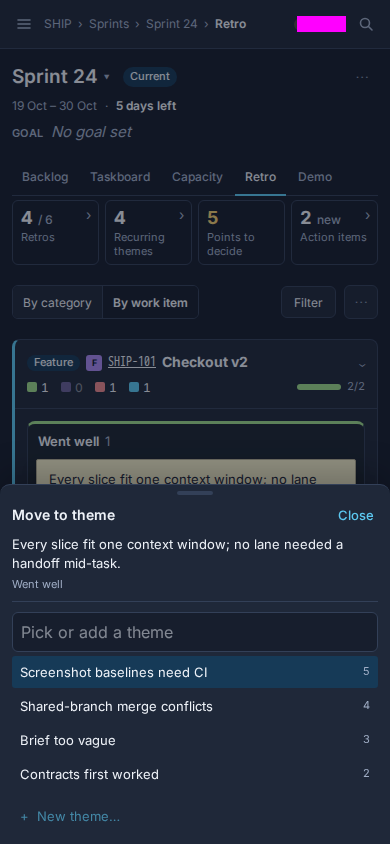 SHIP › Sprints › Sprint 24 › Retro
Sprint 24 ▾ Current ···
19 Oct – 30 Oct · 5 days left
GOAL No goal set
Backlog Taskboard Capacity Retro Demo
4 / 6 › 4 5 2 new ›
Retros Recurring themes Points to decide Action items
By category By work item Filter ···
Feature F SHIP-101 Checkout v2
1 0 1 1 2/2
Went well 1
Every slice fit one context window; no lane
Move to theme Close
Every slice fit one context window; no lane needed a
handoff mid-task.
Went well
Pick or add a theme
Screenshot baselines need CI 5
Shared-branch merge conflicts 4
Brief too vague 3
Contracts first worked 2
+ New theme...